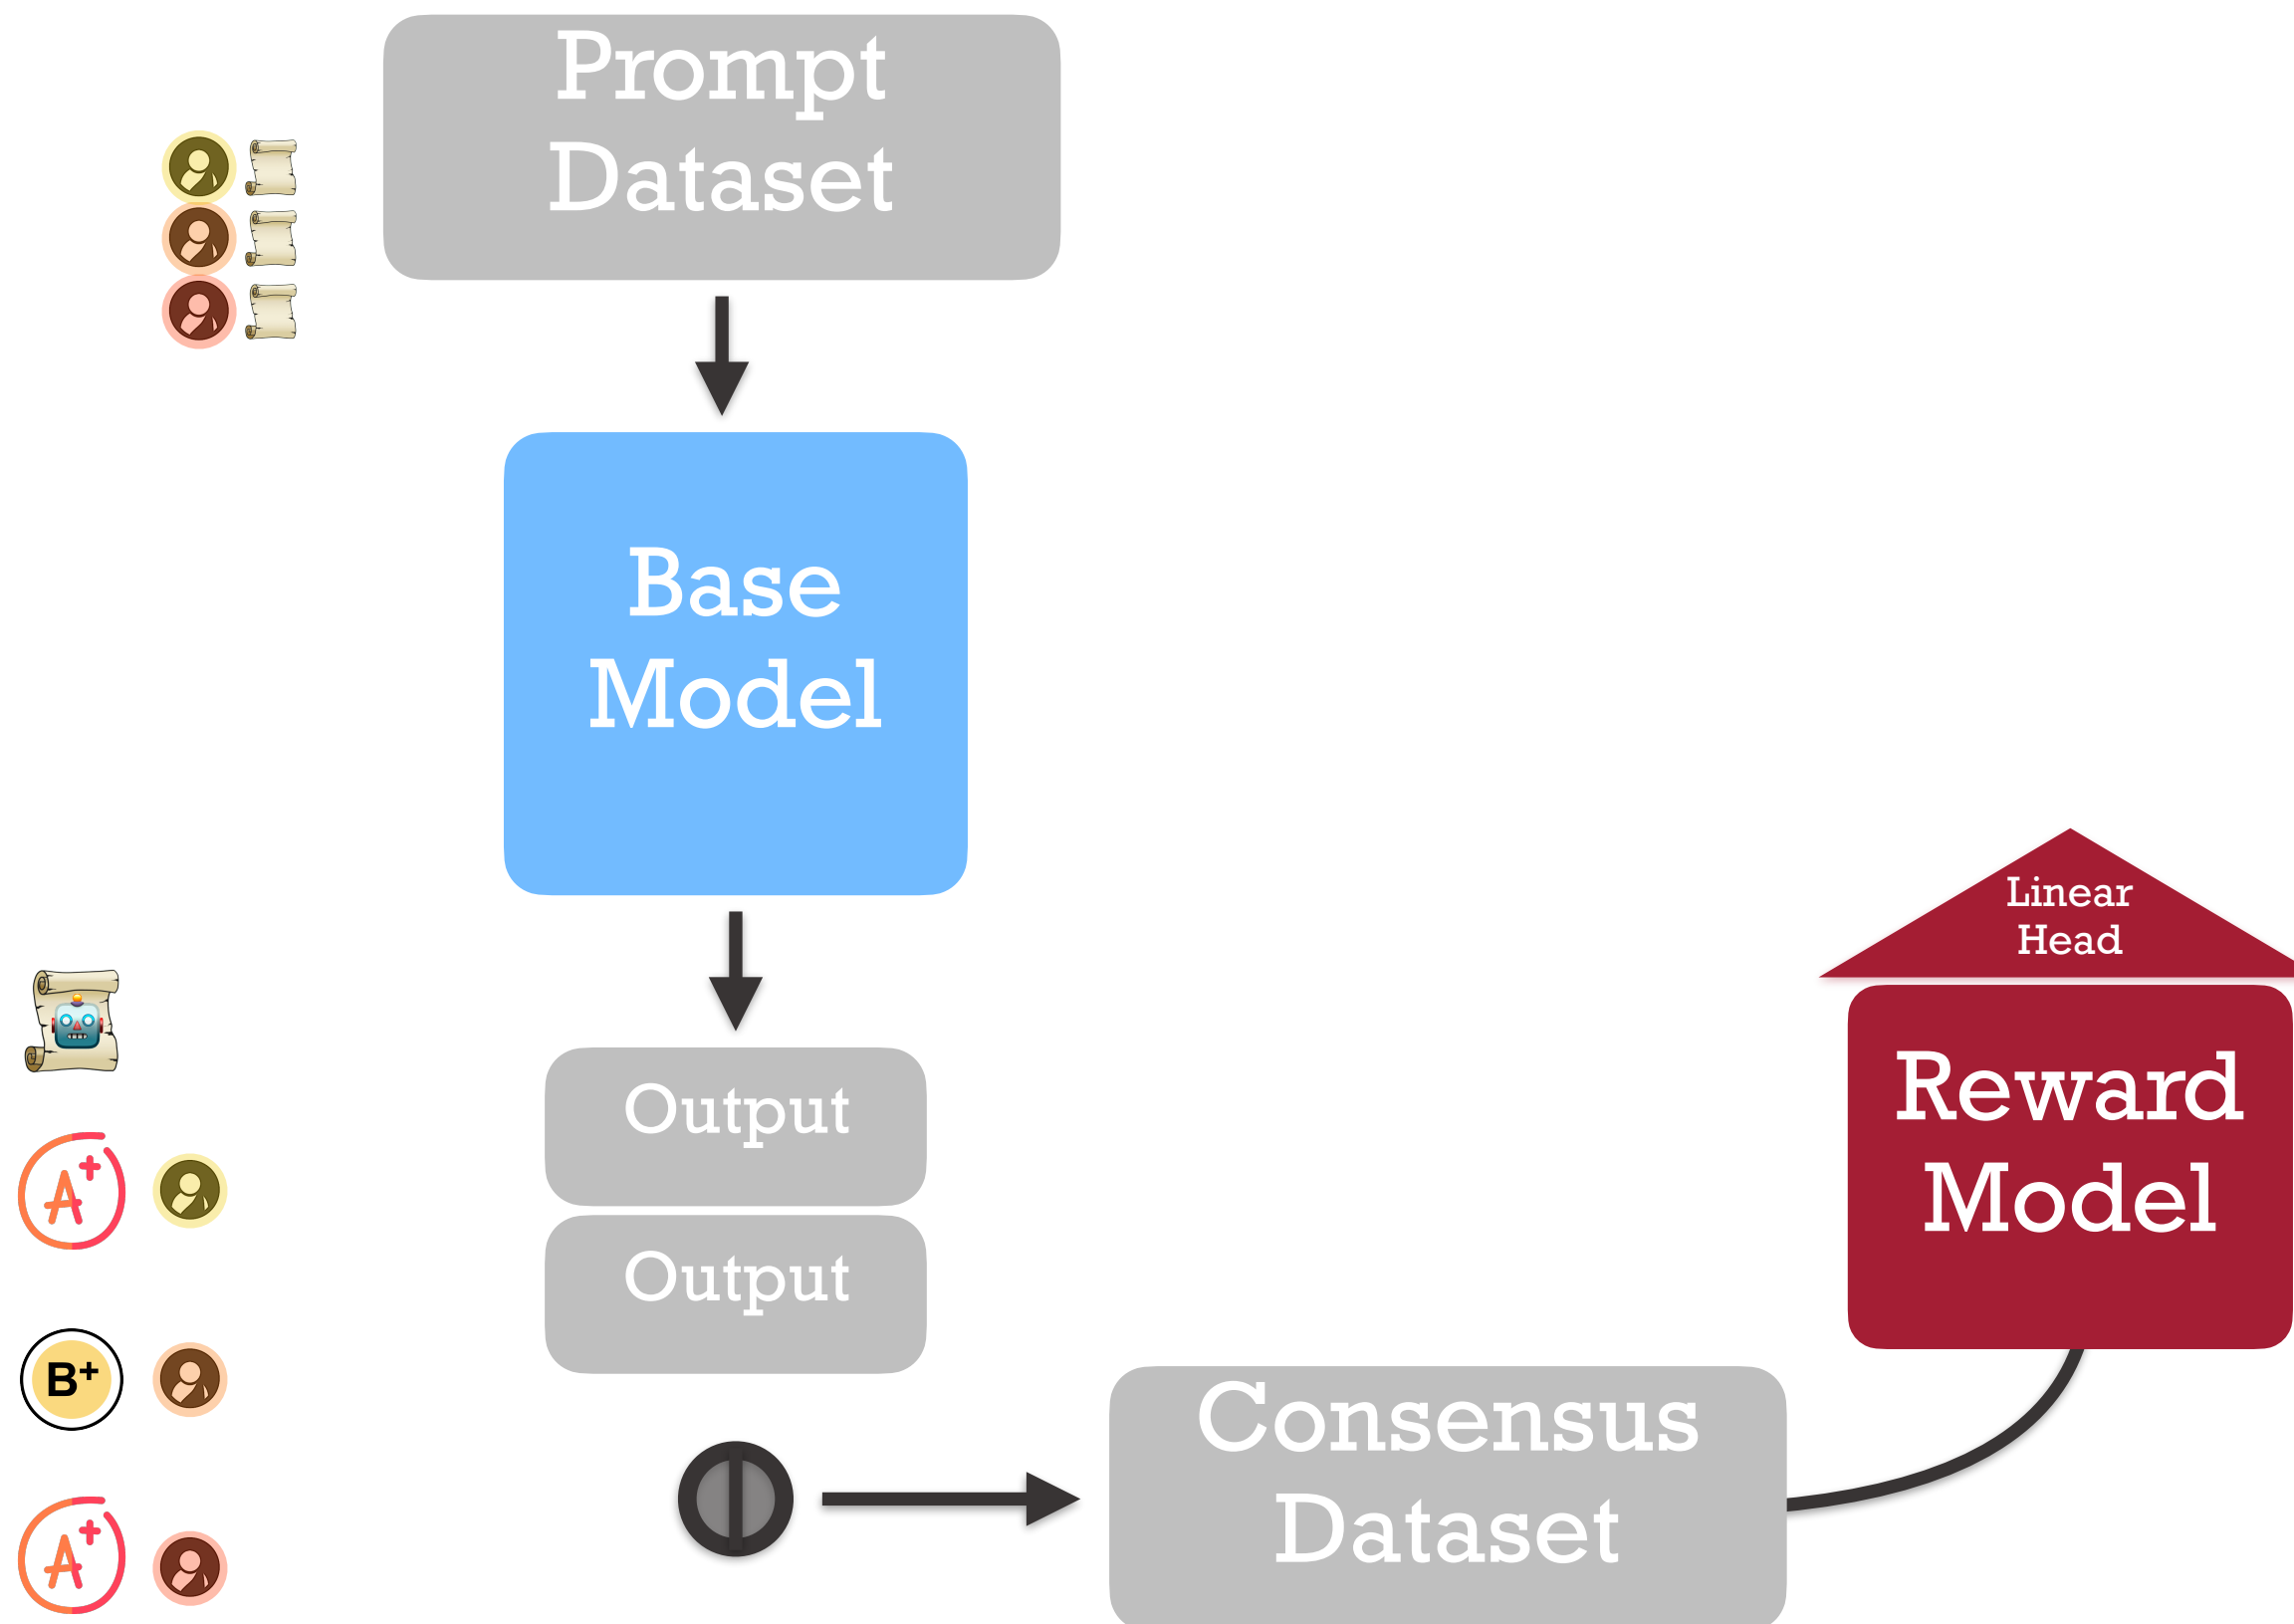 Prompt
Dataset
Base
Model
Output
Output
A+
B+
A+
Consensus
Dataset
Linear
Head
Reward
Model